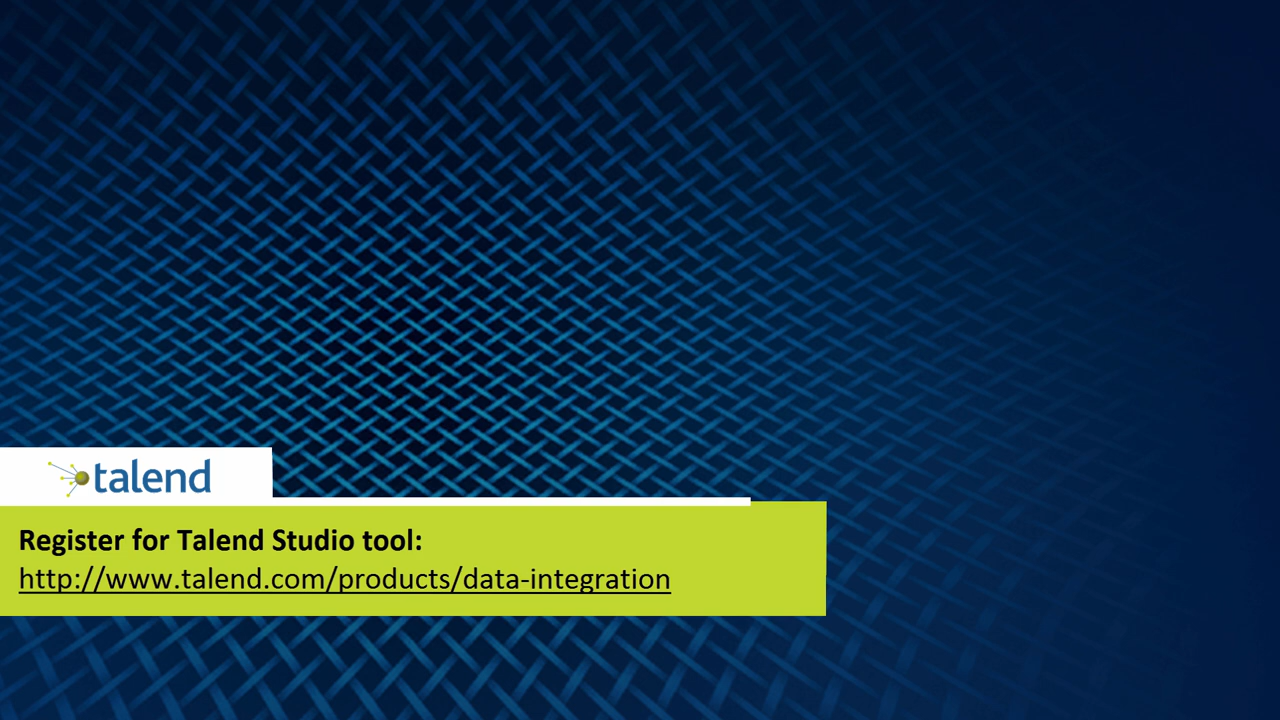 talend
Register for Talend Studio tool:
http://www.talend.com/products/data-integration